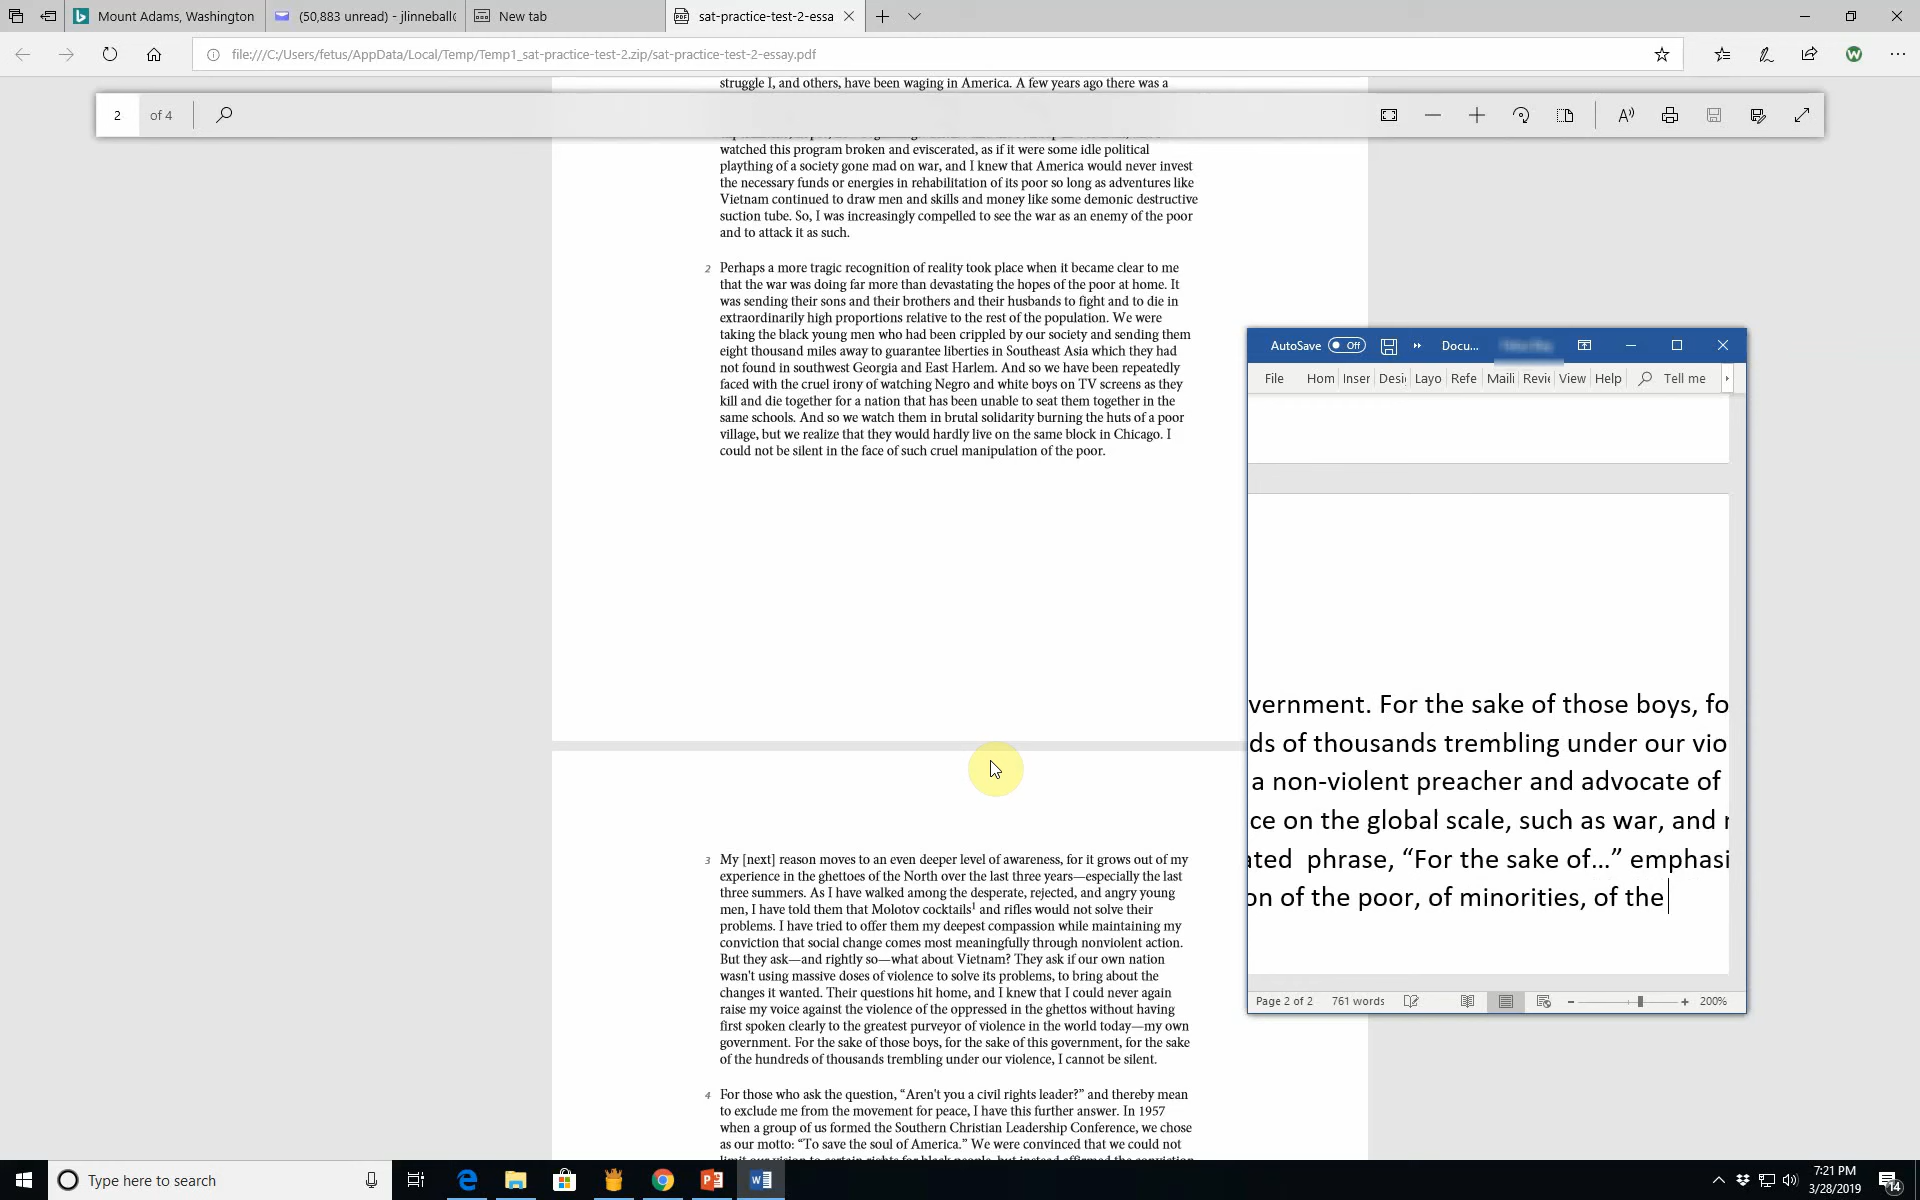 Mount Adams, Washington
(50,883 unread) - jlinneball(
New tab
sat-practice-test-2-essa
file:///C:/Users/fetus/AppData/Local/Temp/Temp1_sat-practice-test-2.zip/sat-practice-test-2-essay.pdf
W
struggle I, and others, have been waging in America. A few years ago there was a
2 of 4
watched this program broken and eviscerated, as if it were some idle political
plaything of a society gone mad on war, and I knew that America would never invest
the necessary funds or energies in rehabilitation of its poor so long as adventures like
Vietnam continued to draw men and skills and money like some demonic destructive
suction tube. So, I was increasingly compelled to see the war as an enemy of the poor
and to attack it as such.
2 Perhaps a more tragic recognition of reality took place when it became clear to me
that the war was doing far more than devastating the hopes of the poor at home. It
was sending their sons and their brothers and their husbands to fight and to die in
extraordinarily high proportions relative to the rest of the population. We were
taking the black young men who had been crippled by our society and sending them
eight thousand miles away to guarantee liberties in Southeast Asia which they had
not found in southwest Georgia and East Harlem. And so we have been repeatedly
faced with the cruel irony of watching Negro and white boys on TV screens as they
kill and die together for a nation that has been unable to seat them together in the
same schools. And so we watch them in brutal solidarity burning the huts of a poor
village, but we realize that they would hardly live on the same block in Chicago. I
could not be silent in the face of such cruel manipulation of the poor.
3 My [next] reason moves to an even deeper level of awareness, for it grows out of my
experience in the ghettoes of the North over the last three years—especially the last
three summers. As I have walked among the desperate, rejected, and angry young
men, I have told them that Molotov cocktails1 and rifles would not solve their
problems. I have tried to offer them my deepest compassion while maintaining my
conviction that social change comes most meaningfully through nonviolent action.
But they ask—and rightly so—what about Vietnam? They ask if our own nation
wasn't using massive doses of violence to solve its problems, to bring about the
changes it wanted. Their questions hit home, and I knew that I could never again
raise my voice against the violence of the oppressed in the ghettos without having
first spoken clearly to the greatest purveyor of violence in the world today—my own
government. For the sake of those boys, for the sake of this government, for the sake
of the hundreds of thousands trembling under our violence, I cannot be silent.
4 For those who ask the question, “Aren't you a civil rights leader?” and thereby mean
to exclude me from the movement for peace, I have this further answer. In 1957
when a group of us formed the Southern Christian Leadership Conference, we chose
as our motto: “To save the soul of America.” We were convinced that we could not
limit our vision to certain rights for black people, but instead affirmed the conviction
AutoSave Off Docu...
File Hom Inser Desi Layo Refe Maili Revie View Help Tell me
vernment. For the sake of those boys, fo
ds of thousands trembling under our vio
a non-violent preacher and advocate of
ce on the global scale, such as war, and
ated phrase, “For the sake of…” emphasi
on of the poor, of minorities, of the
Page 2 of 2 761 words 200%
Type here to search
7:21 PM
3/28/2019
14